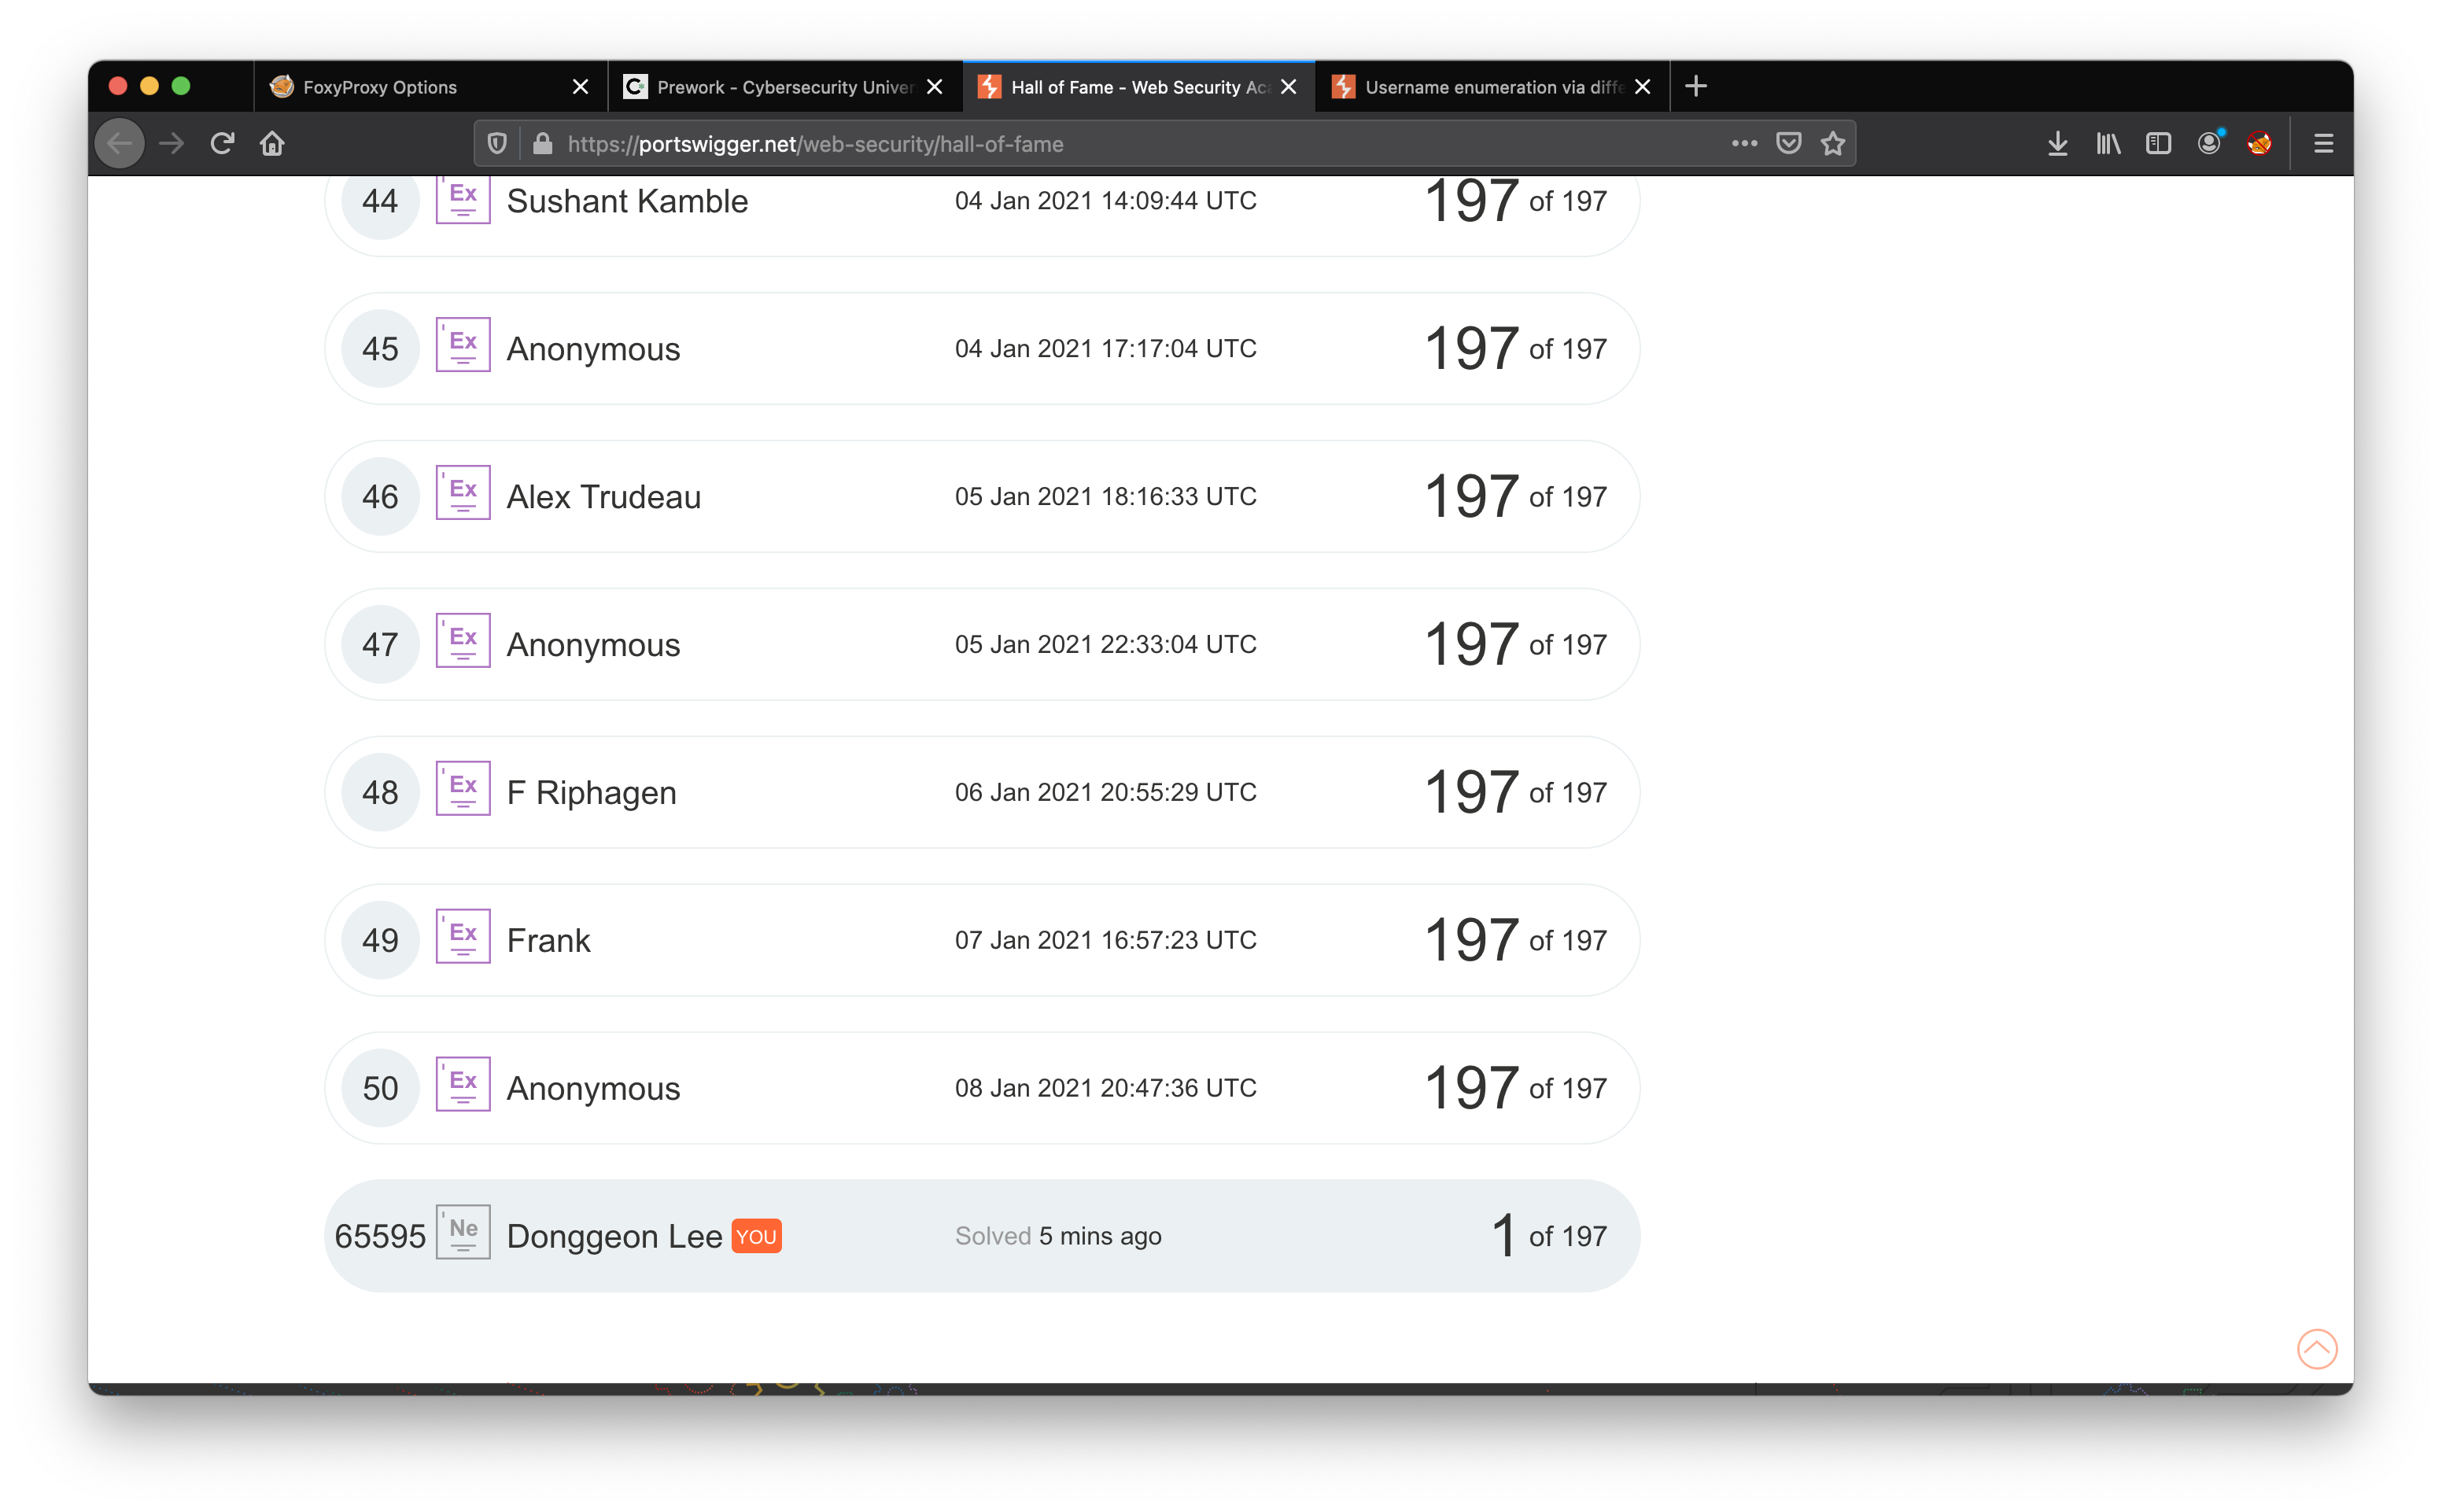 FoxyProxy Options
Prework - Cybersecurity Univer
Hall of Fame - Web Security Aca
Username enumeration via diffe
https://portswigger.net/web-security/hall-of-fame
44 Ex Sushant Kamble 04 Jan 2021 14:09:44 UTC 197 of 197
45 Ex Anonymous 04 Jan 2021 17:17:04 UTC 197 of 197
46 Ex Alex Trudeau 05 Jan 2021 18:16:33 UTC 197 of 197
47 Ex Anonymous 05 Jan 2021 22:33:04 UTC 197 of 197
48 Ex F Riphagen 06 Jan 2021 20:55:29 UTC 197 of 197
49 Ex Frank 07 Jan 2021 16:57:23 UTC 197 of 197
50 Ex Anonymous 08 Jan 2021 20:47:36 UTC 197 of 197
65595 Ne Donggeon Lee YOU Solved 5 mins ago 1 of 197